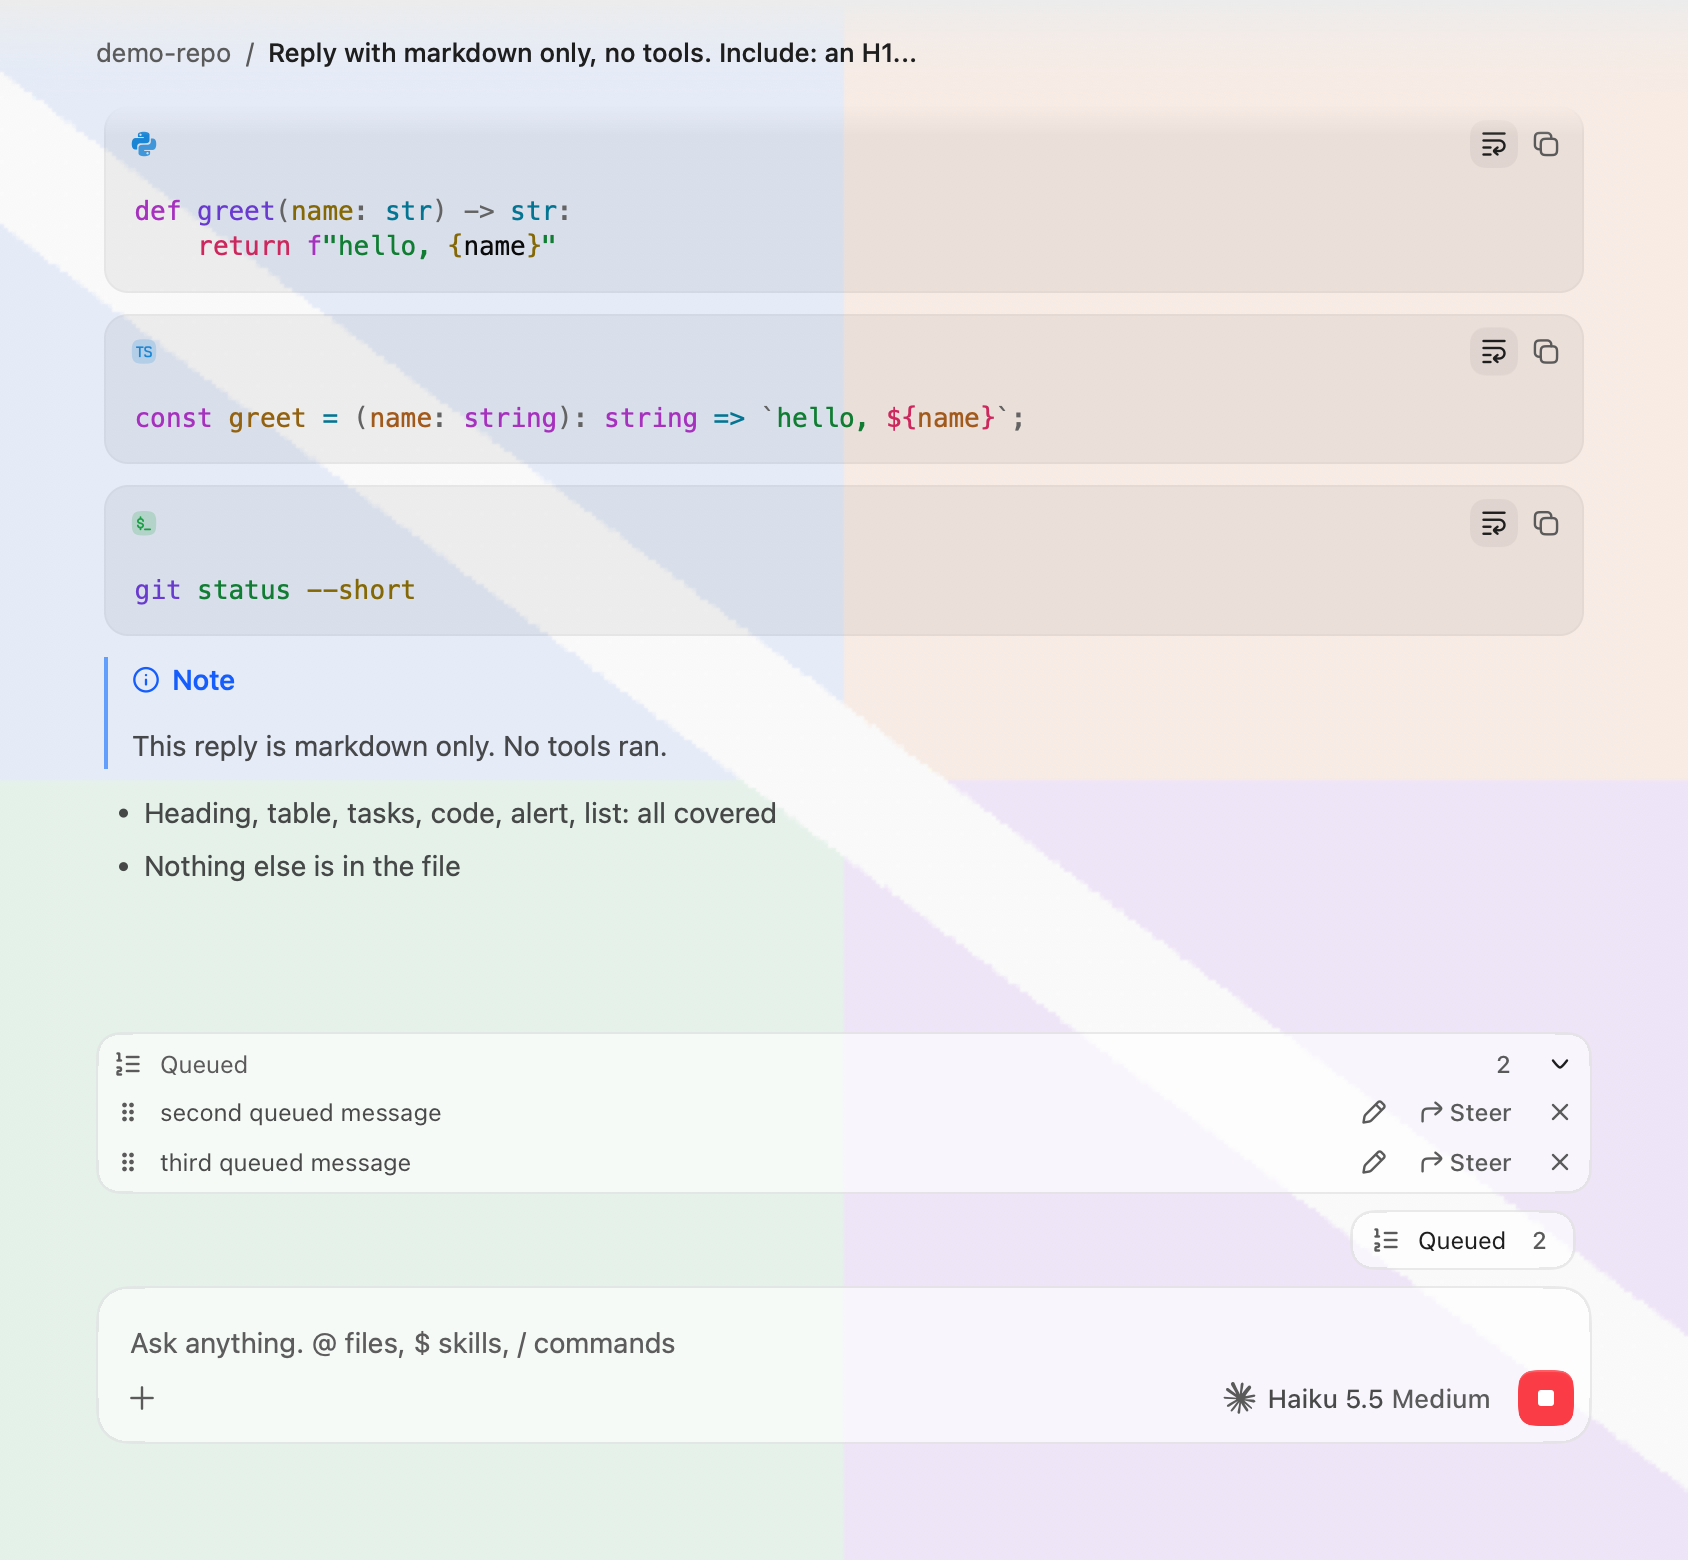 demo-repo / Reply with markdown only, no tools. Include: an H1...
def greet(name: str) -> str:
    return f"hello, {name}"
TS
const greet = (name: string): string => `hello, ${name}`;
$_
git status --short
Note
This reply is markdown only. No tools ran.
• Heading, table, tasks, code, alert, list: all covered
• Nothing else is in the file
Queued 2
second queued message Steer
third queued message Steer
Queued 2
Ask anything. @ files, $ skills, / commands
Haiku 5.5 Medium